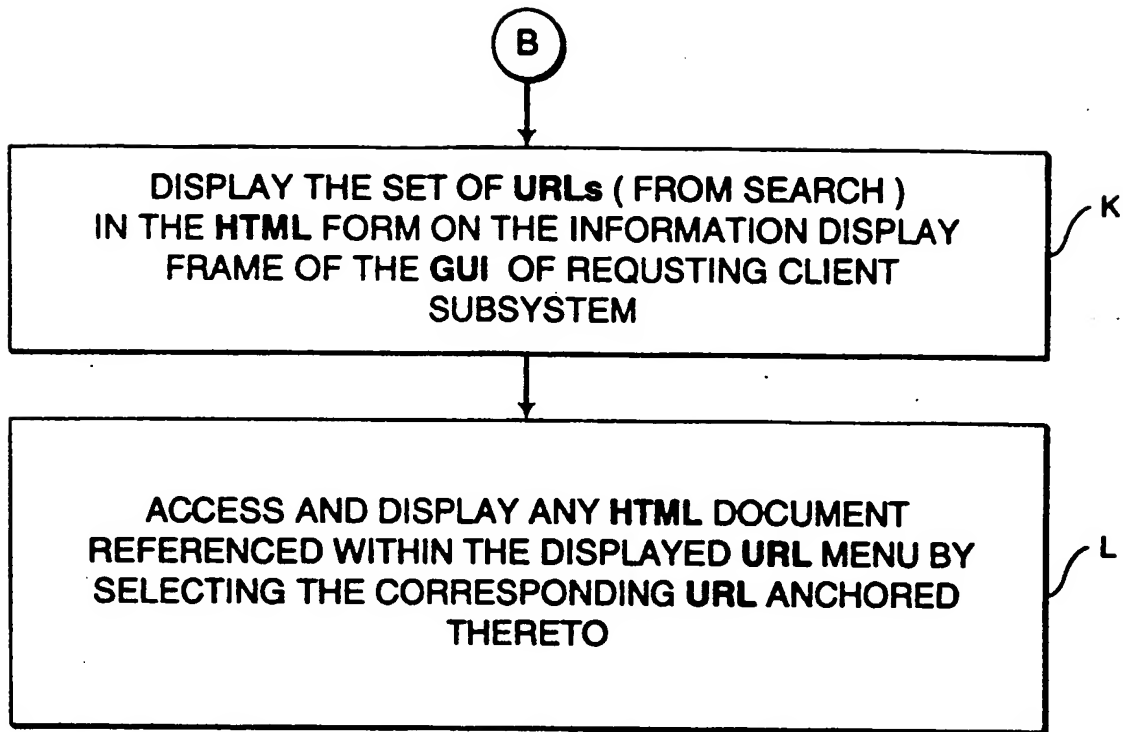 B
DISPLAY THE SET OF URLs ( FROM SEARCH )
IN THE HTML FORM ON THE INFORMATION DISPLAY
FRAME OF THE GUI OF REQUSTING CLIENT
SUBSYSTEM
K
ACCESS AND DISPLAY ANY HTML DOCUMENT
REFERENCED WITHIN THE DISPLAYED URL MENU BY
SELECTING THE CORRESPONDING URL ANCHORED
THERETO
L